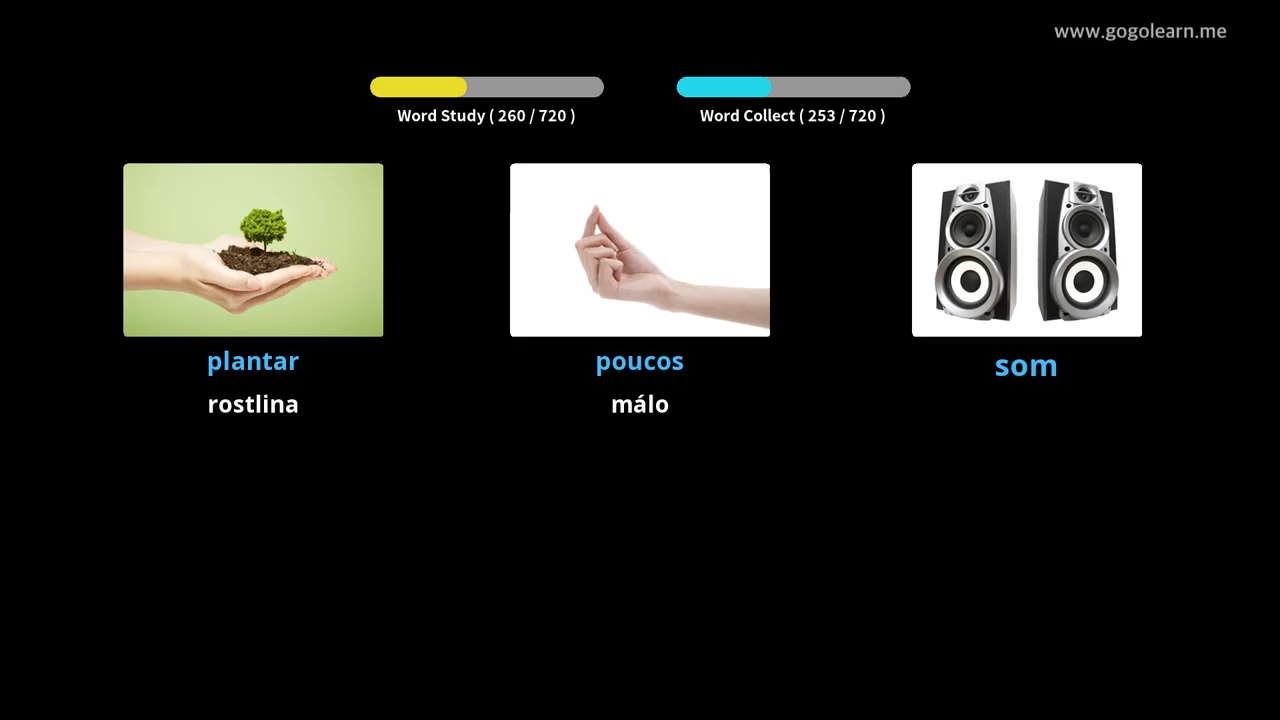 www.gogolearn.me
Word Study ( 260 / 720 )
Word Collect ( 253 / 720 )
plantar
poucos
som
rostlina
málo